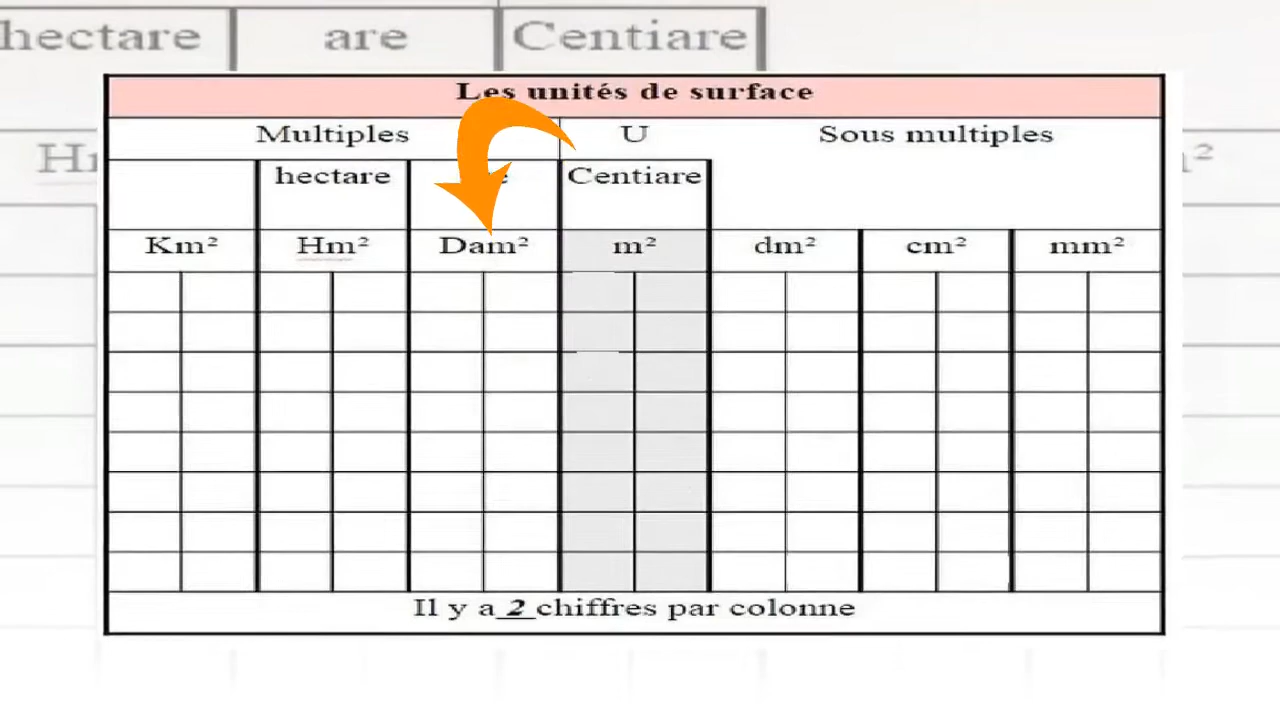 hectare are Centiare
Les unités de surface
Multiples U Sous multiples
hectare Centiare
Km² Hm² Dam² m² dm² cm² mm²
Il y a 2 chiffres par colonne